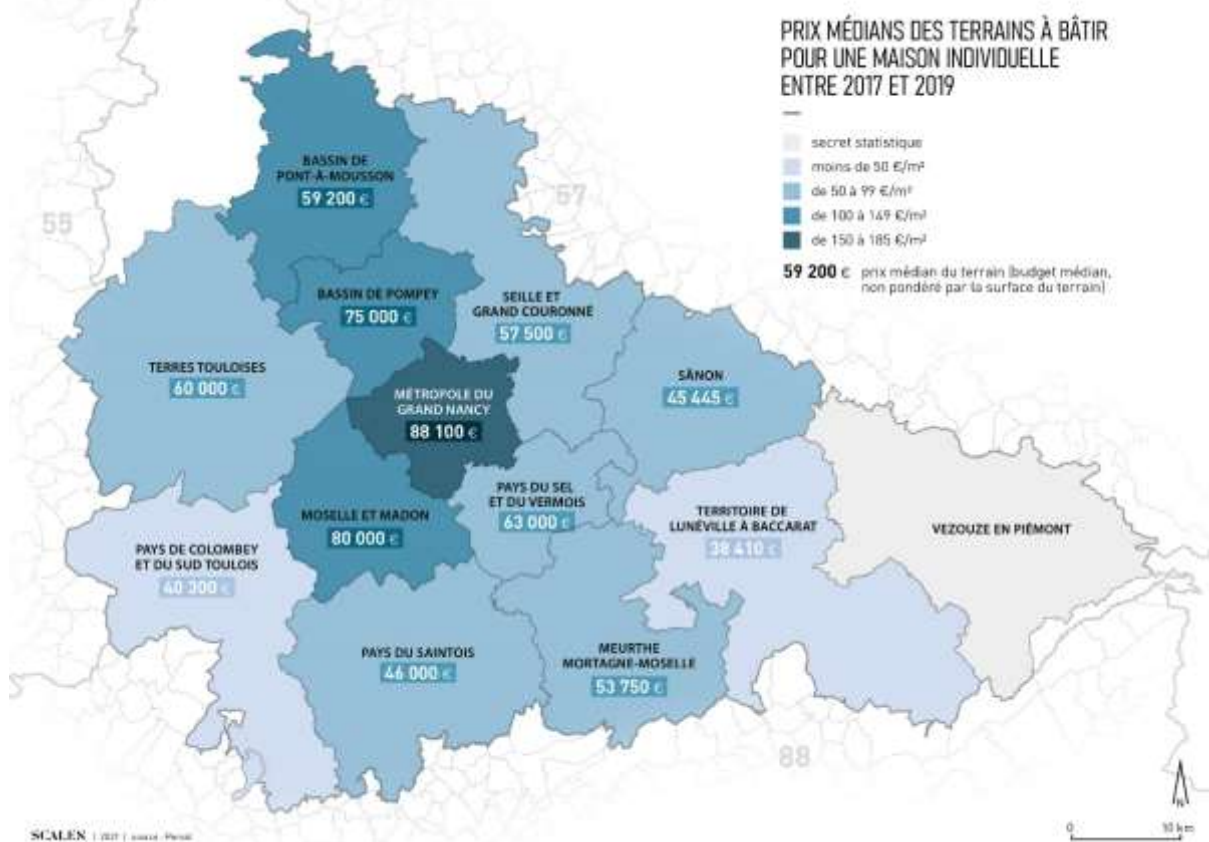 PRIX MÉDIANS DES TERRAINS À BÂTIR
POUR UNE MAISON INDIVIDUELLE
ENTRE 2017 ET 2019
secret statistique
moins de 50 €/m²
de 50 à 99 €/m²
de 100 à 149 €/m²
de 150 à 185 €/m²
59 200 € prix médian du terrain (budget médian,
non pondéré par la surface du terrain)
BASSIN DE
PONT-À-MOUSSON
59 200 €
55
57
BASSIN DE POMPEY
75 000 €
SEILLE ET
GRAND COURONNÉ
57 500 €
TERRES TOULOISES
60 000 €
SÂNON
45 445 €
MÉTROPOLE DU
GRAND NANCY
88 100 €
PAYS DU SEL
ET DU VERMOIS
63 000 €
MOSELLE ET MADON
80 000 €
TERRITOIRE DE
LUNÉVILLE À BACCARAT
38 410 €
VEZOUZE EN PIÉMONT
PAYS DE COLOMBEY
ET DU SUD TOULOIS
40 300 €
PAYS DU SAINTOIS
46 000 €
MEURTHE
MORTAGNE-MOSELLE
53 750 €
88
N
0 10 km
SCALEN | 2021 | source : Perval